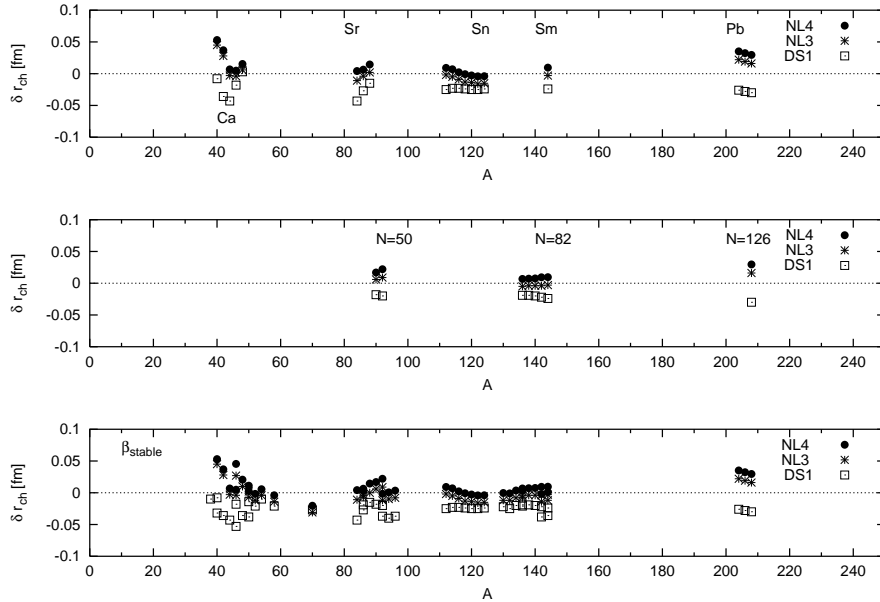 0.1
0.05
0
-0.05
-0.1
δ r_ch [fm]
Sr
Sn
Sm
Pb
NL4
NL3
DS1
Ca
0 20 40 60 80 100 120 140 160 180 200 220 240
A
0.1
0.05
0
-0.05
-0.1
δ r_ch [fm]
N=50
N=82
N=126
NL4
NL3
DS1
0 20 40 60 80 100 120 140 160 180 200 220 240
A
0.1
0.05
0
-0.05
-0.1
δ r_ch [fm]
β_stable
NL4
NL3
DS1
0 20 40 60 80 100 120 140 160 180 200 220 240
A